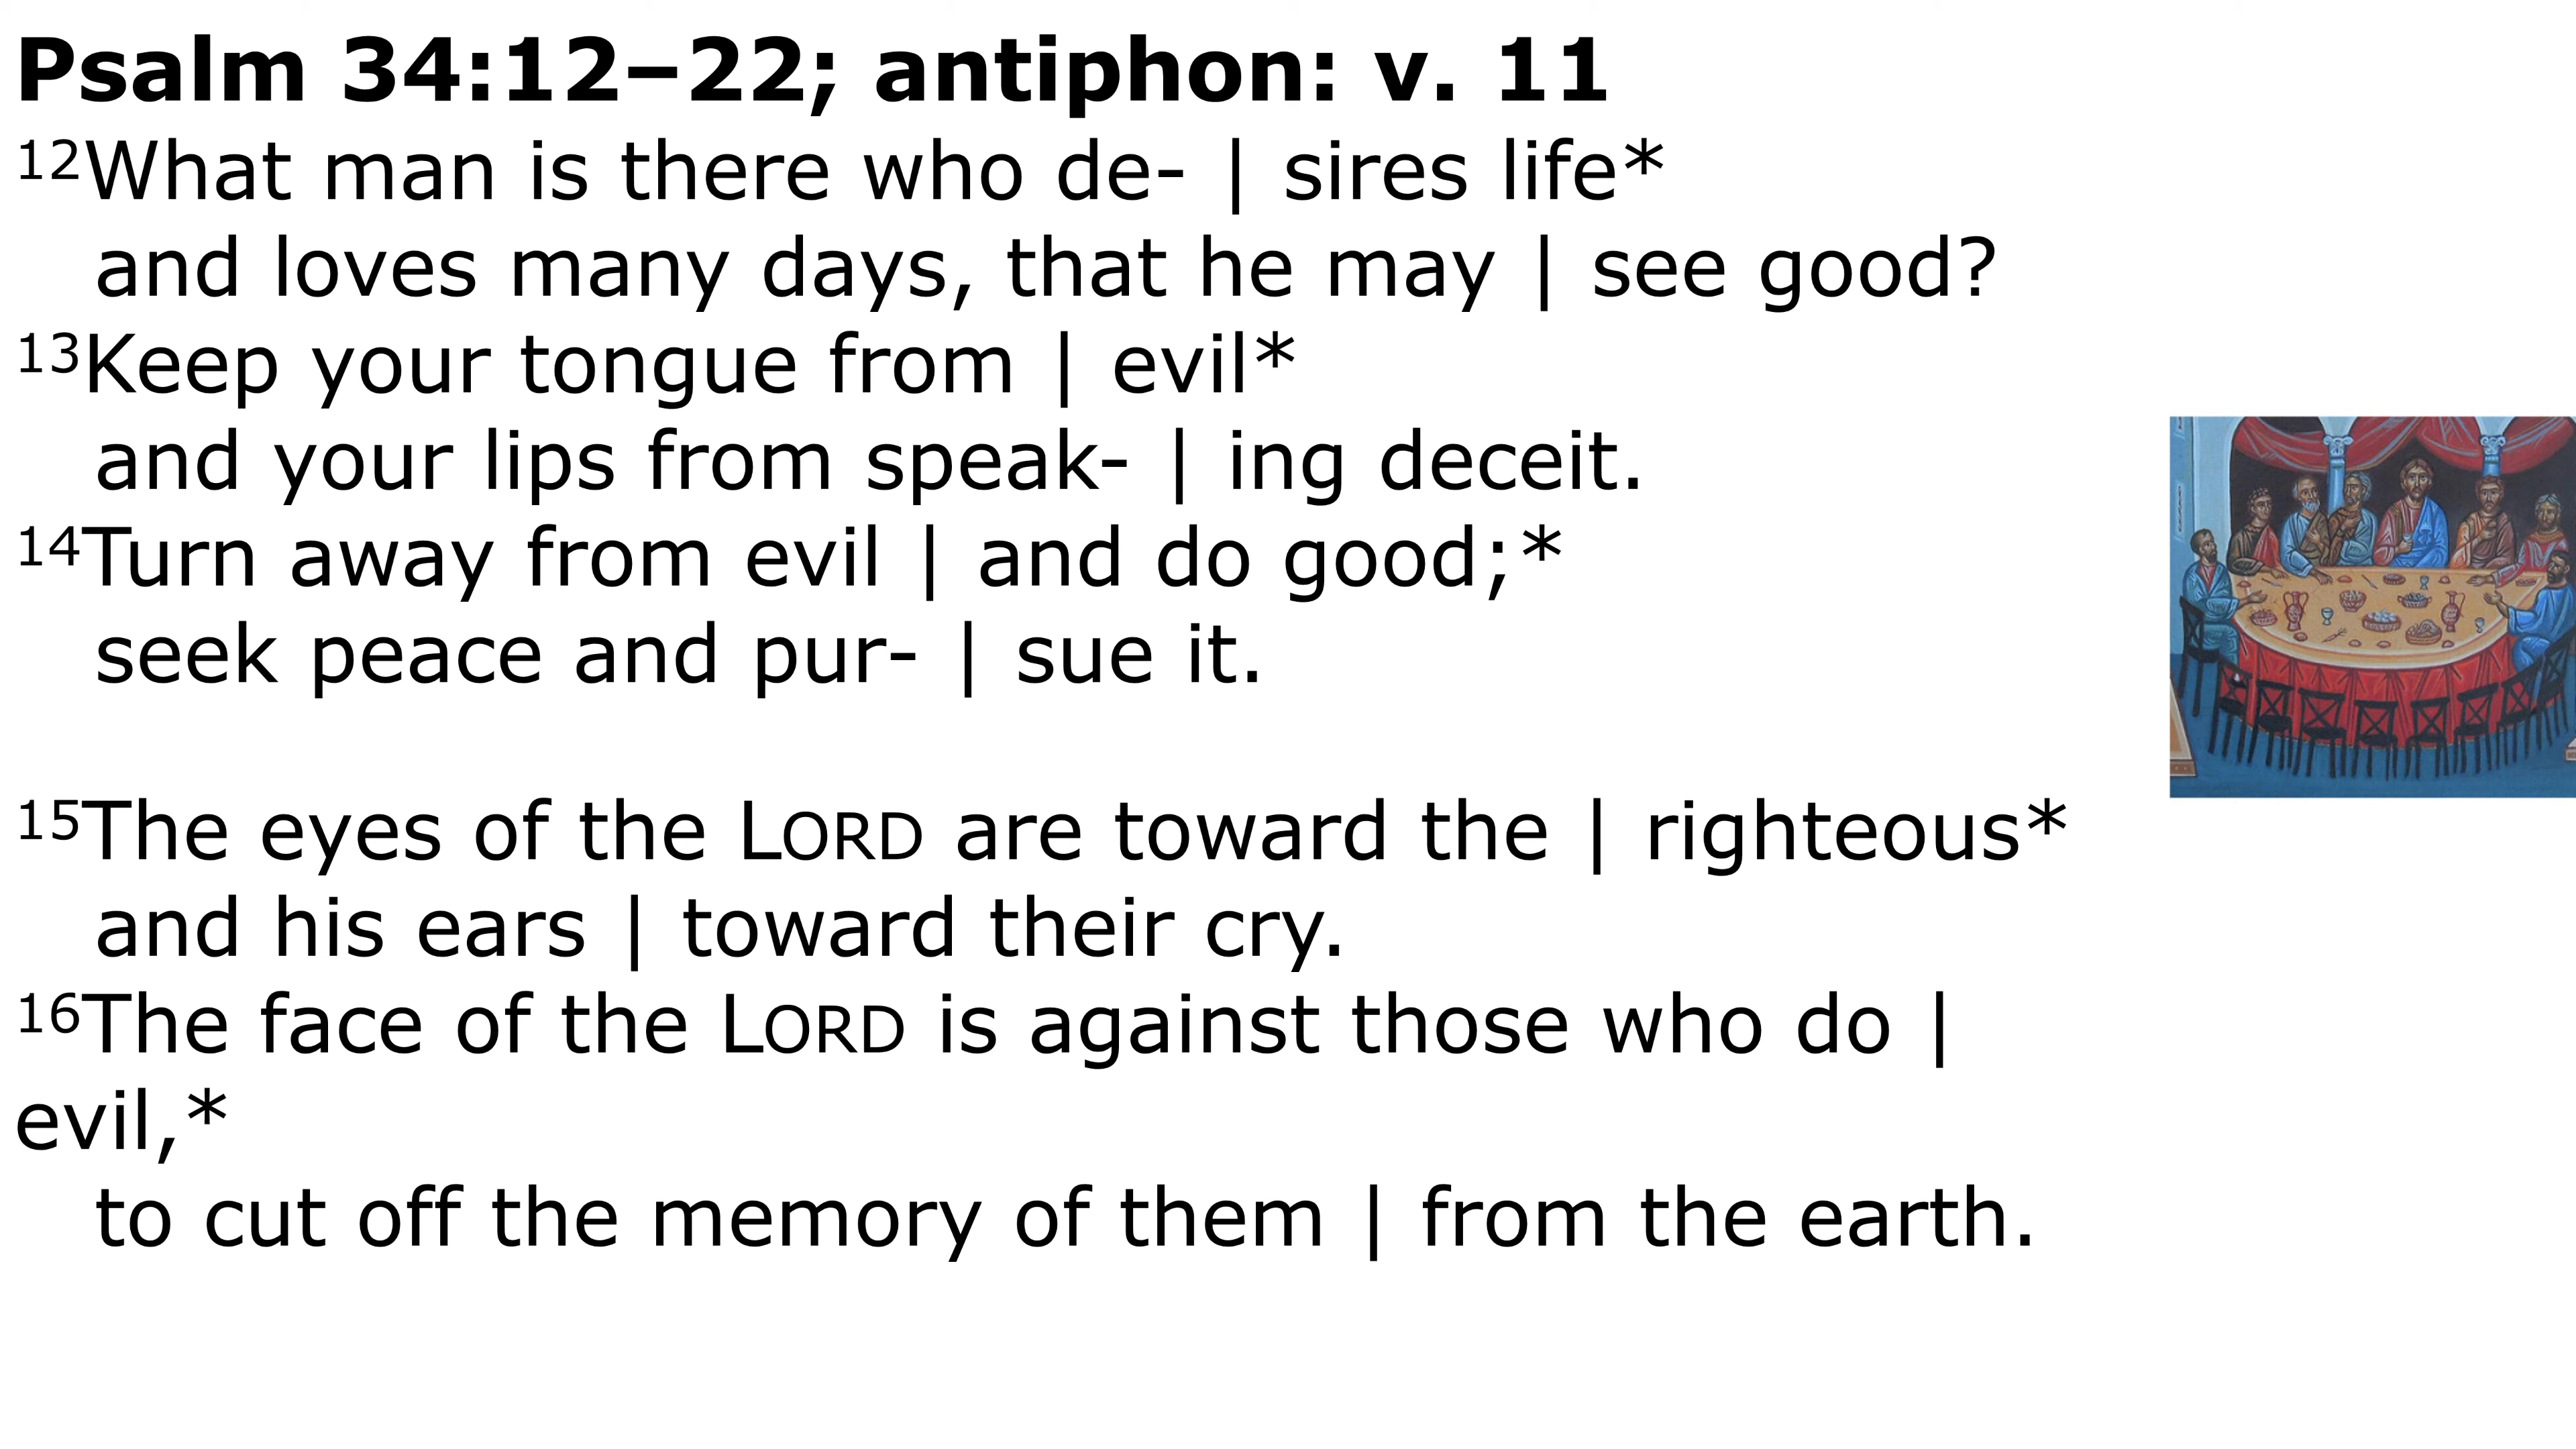 Psalm 34:12–22; antiphon: v. 11
12What man is there who de- | sires life*
and loves many days, that he may | see good?
13Keep your tongue from | evil*
and your lips from speak- | ing deceit.
14Turn away from evil | and do good;*
seek peace and pur- | sue it.
15The eyes of the LORD are toward the | righteous*
and his ears | toward their cry.
16The face of the LORD is against those who do |
evil,*
to cut off the memory of them | from the earth.